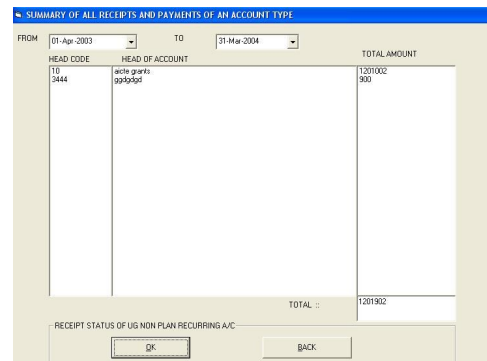 SUMMARY OF ALL RECEIPTS AND PAYMENTS OF AN ACCOUNT TYPE
FROM 01-Apr-2003 TO 31-Mar-2004
HEAD CODE HEAD OF ACCOUNT TOTAL AMOUNT
10 aicte grants 1201002
3444 ggdgdgd 900
TOTAL :: 1201902
RECEIPT STATUS OF UG NON PLAN RECURRING A/C
OK BACK